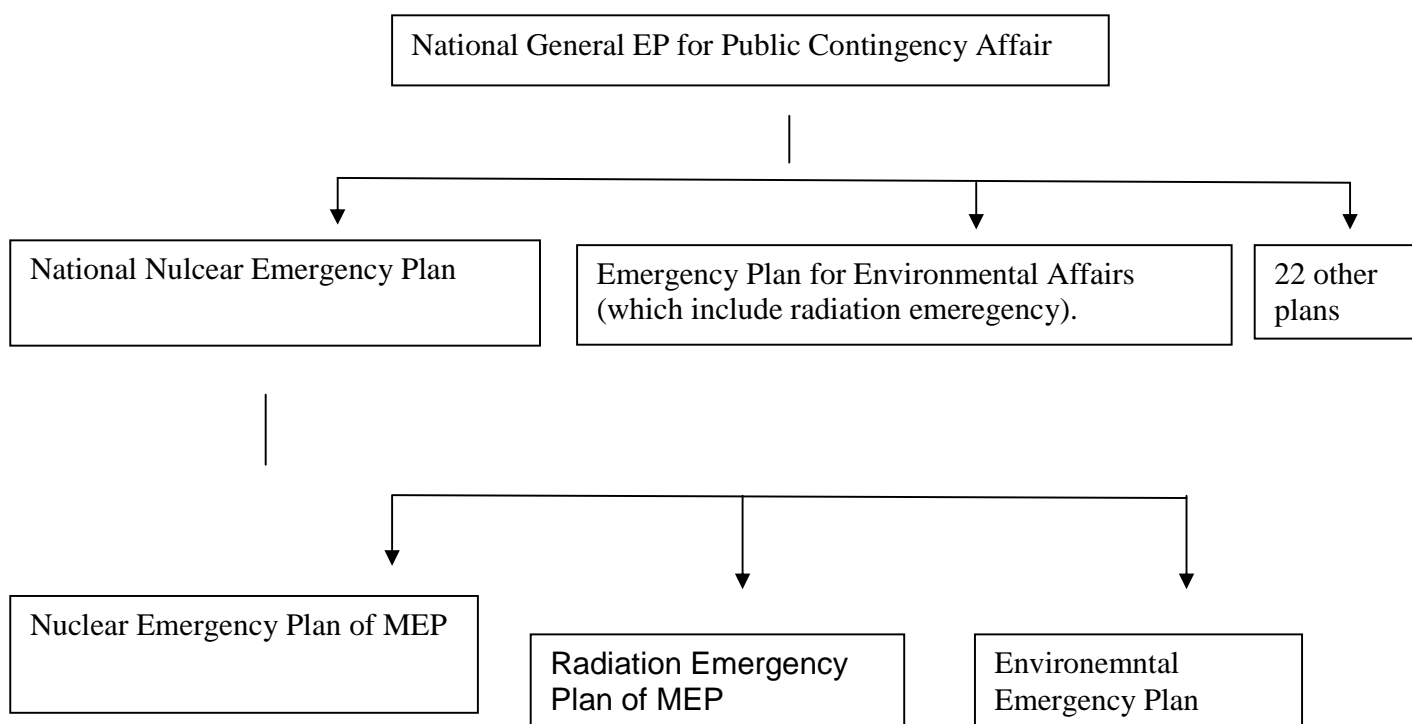 National General EP for Public Contingency Affair
National Nulcear Emergency Plan
Emergency Plan for Environmental Affairs
(which include radiation emeregency).
22 other
plans
Nuclear Emergency Plan of MEP
Radiation Emergency
Plan of MEP
Environemntal
Emergency Plan